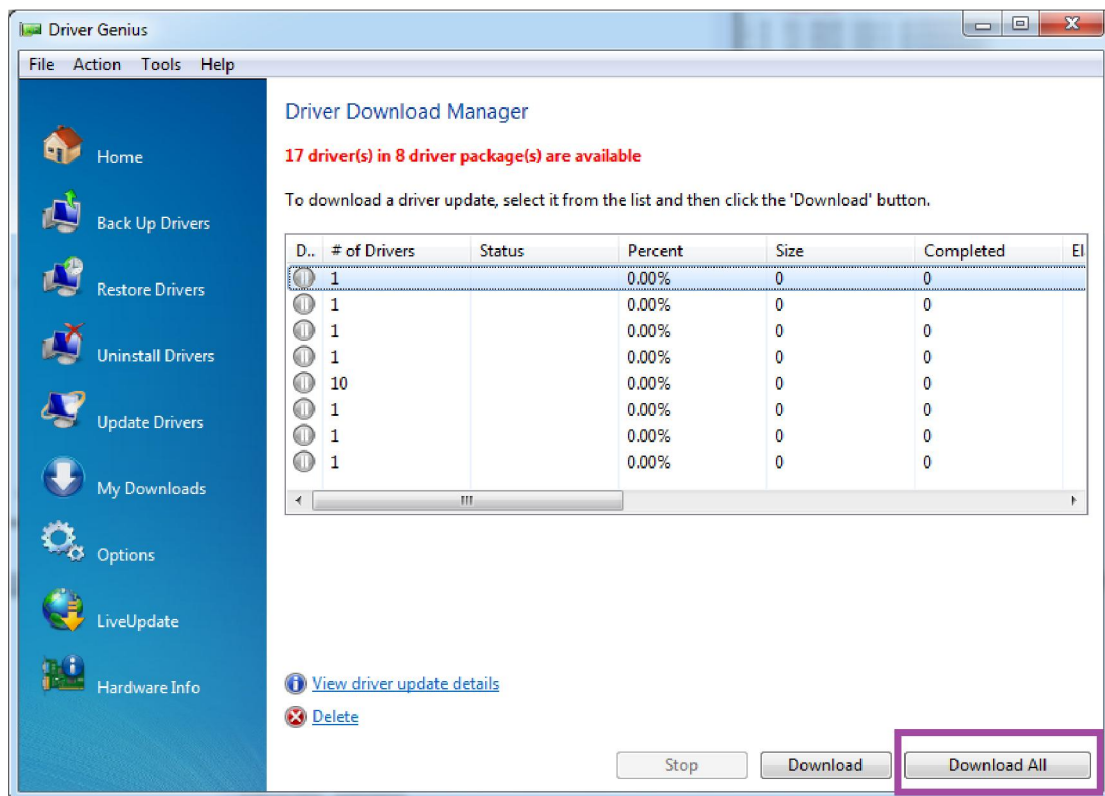 Driver Genius
File Action Tools Help
Home
Back Up Drivers
Restore Drivers
Uninstall Drivers
Update Drivers
My Downloads
Options
LiveUpdate
Hardware Info
Driver Download Manager
17 driver(s) in 8 driver package(s) are available
To download a driver update, select it from the list and then click the 'Download' button.
D.. # of Drivers Status Percent Size Completed El
1 0.00% 0 0
1 0.00% 0 0
1 0.00% 0 0
1 0.00% 0 0
10 0.00% 0 0
1 0.00% 0 0
1 0.00% 0 0
1 0.00% 0 0
View driver update details
Delete
Stop Download Download All